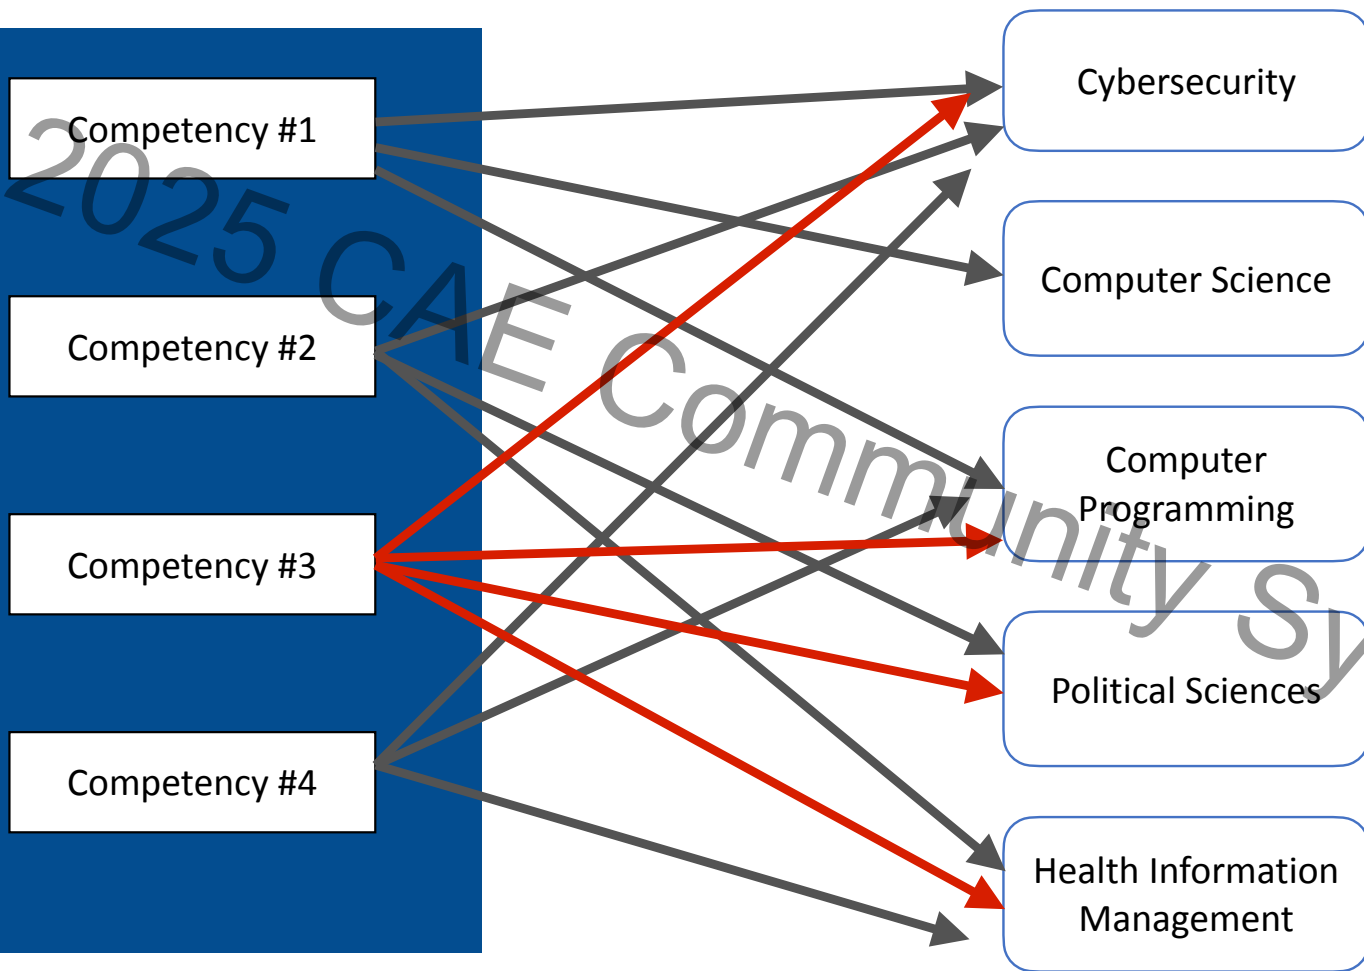 Competency #1
Competency #2
Competency #3
Competency #4
Cybersecurity
Computer Science
Computer
Programming
Political Sciences
Health Information
Management
2025 CAE Community Sy